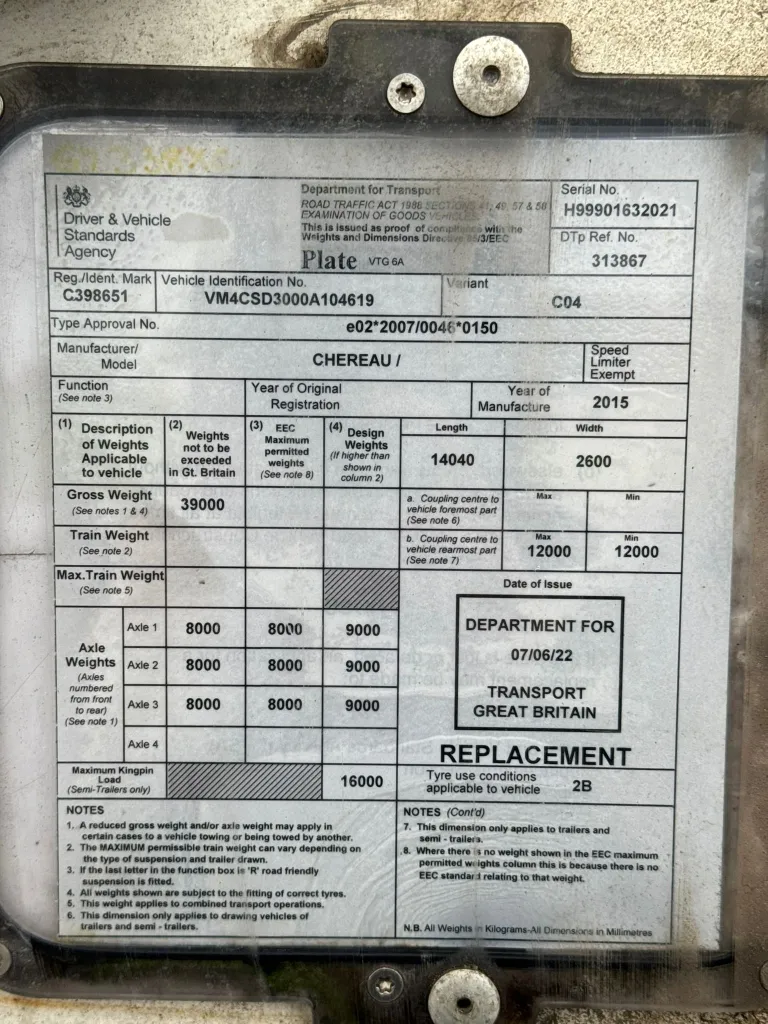 Driver & Vehicle
Standards
Agency
Department for Transport
ROAD TRAFFIC ACT 1988 SECTIONS 41, 49, 57 & 58
EXAMINATION OF GOODS VEHICLES
This is issued as proof of compliance with the
Weights and Dimensions Directive 96/3/EEC
Plate VTG 6A
Serial No.
H99901632021
DTp Ref. No.
313867
Reg./Ident. Mark
C398651
Vehicle Identification No.
VM4CSD3000A104619
Variant
C04
Type Approval No.
e02*2007/0046*0150
Manufacturer/
Model
CHEREAU /
Speed
Limiter
Exempt
Function
(See note 3)
Year of Original
Registration
Year of
Manufacture
2015
(1) Description
of Weights
Applicable
to vehicle
(2) Weights
not to be
exceeded
in Gt. Britain
(3) EEC
Maximum
permitted
weights
(See note 8)
(4) Design
Weights
(If higher than
shown in
column 2)
Length
14040
Width
2600
Gross Weight
(See notes 1 & 4)
39000
a. Coupling centre to
vehicle foremost part
(See note 6)
Max
Min
Train Weight
(See note 2)
b. Coupling centre to
vehicle rearmost part
(See note 7)
Max
12000
Min
12000
Max.Train Weight
(See note 5)
Date of Issue
Axle
Weights
(Axles
numbered
from front
to rear)
(See note 1)
Axle 1 8000 8000 9000
Axle 2 8000 8000 9000
Axle 3 8000 8000 9000
Axle 4
DEPARTMENT FOR
07/06/22
TRANSPORT
GREAT BRITAIN
REPLACEMENT
Maximum Kingpin
Load
(Semi-Trailers only)
16000
Tyre use conditions
applicable to vehicle
2B
NOTES
1. A reduced gross weight and/or axle weight may apply in
certain cases to a vehicle towing or being towed by another.
2. The MAXIMUM permissible train weight can vary depending on
the type of suspension and trailer drawn.
3. If the last letter in the function box is 'R' road friendly
suspension is fitted.
4. All weights shown are subject to the fitting of correct tyres.
5. This weight applies to combined transport operations.
6. This dimension only applies to drawing vehicles of
trailers and semi - trailers.
NOTES (Cont'd)
7. This dimension only applies to trailers and
semi - trailers.
8. Where there is no weight shown in the EEC maximum
permitted weights column this is because there is no
EEC standard relating to that weight.
N.B. All Weights in Kilograms-All Dimensions in Millimetres